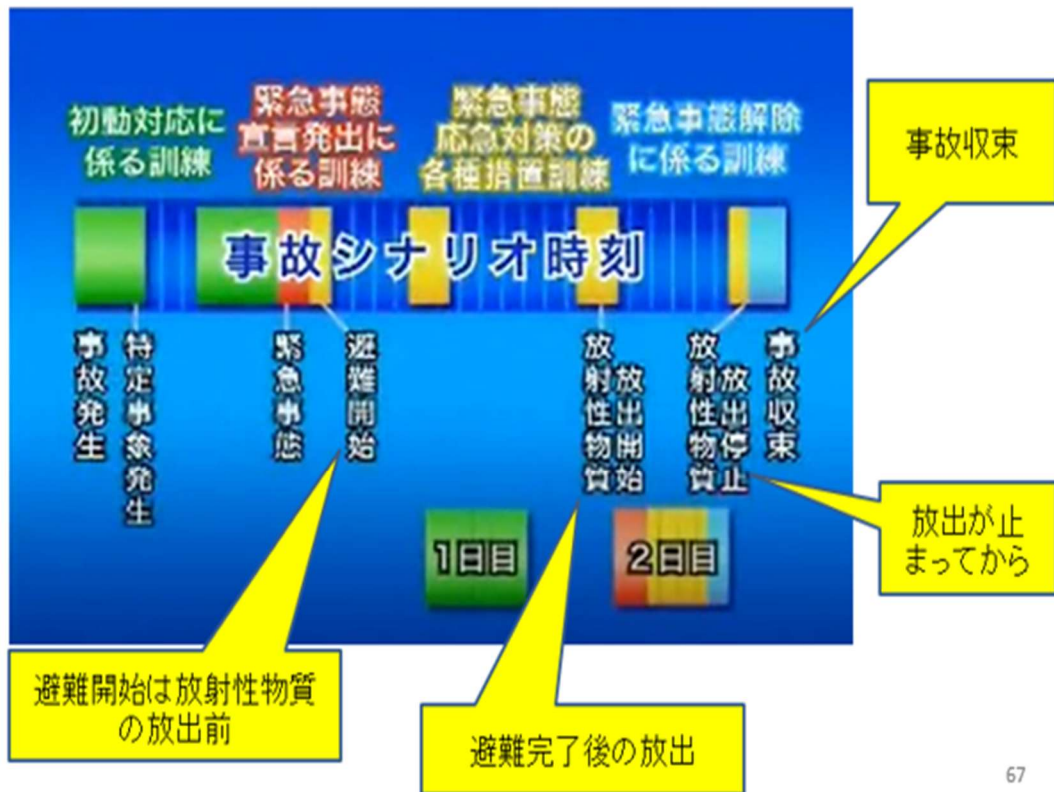 初動対応に
係る訓練
緊急事態
宣言発出に
係る訓練
緊急事態
応急対策の
各種措置訓練
緊急事態解除
に係る訓練
事故収束
事故シナリオ時刻
事故発生
特定事象発生
緊急事態
避難開始
放射性物質
放出開始
放射性物質
放出停止
事故収束
1日目
2日目
放出が止
まってから
避難開始は放射性物質
の放出前
避難完了後の放出
67